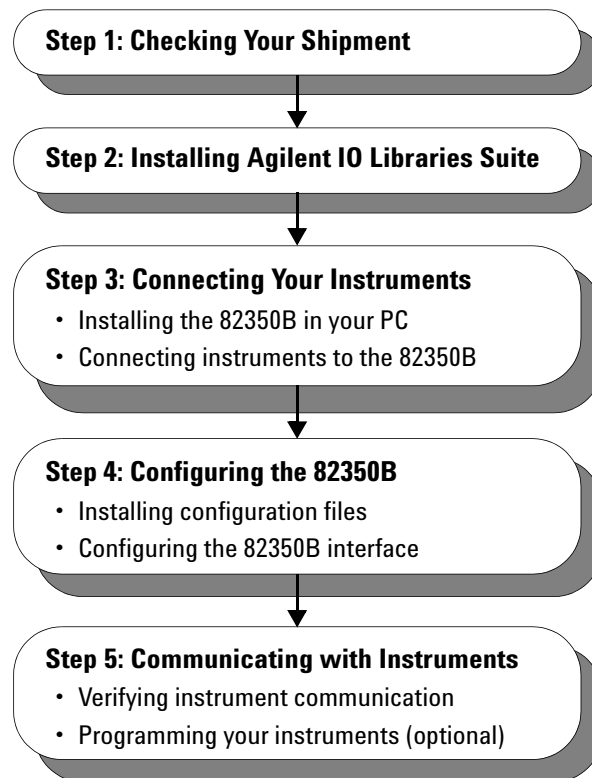 Step 1: Checking Your Shipment
Step 2: Installing Agilent IO Libraries Suite
Step 3: Connecting Your Instruments
• Installing the 82350B in your PC
• Connecting instruments to the 82350B
Step 4: Configuring the 82350B
• Installing configuration files
• Configuring the 82350B interface
Step 5: Communicating with Instruments
• Verifying instrument communication
• Programming your instruments (optional)